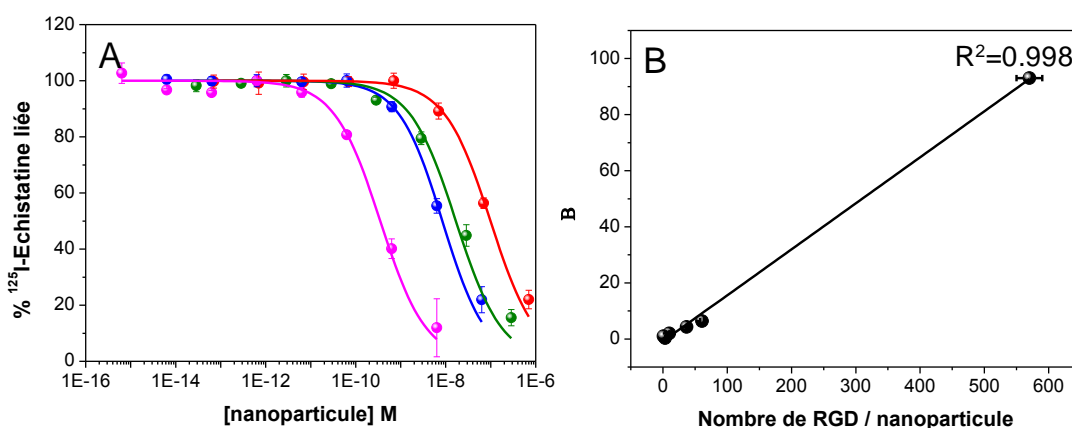 A
% ¹²⁵I-Echistatine liée
120
100
80
60
40
20
0
1E-16 1E-14 1E-12 1E-10 1E-8 1E-6
[nanoparticule] M
B
R²=0.998
B
100
80
60
40
20
0
0 100 200 300 400 500 600
Nombre de RGD / nanoparticule